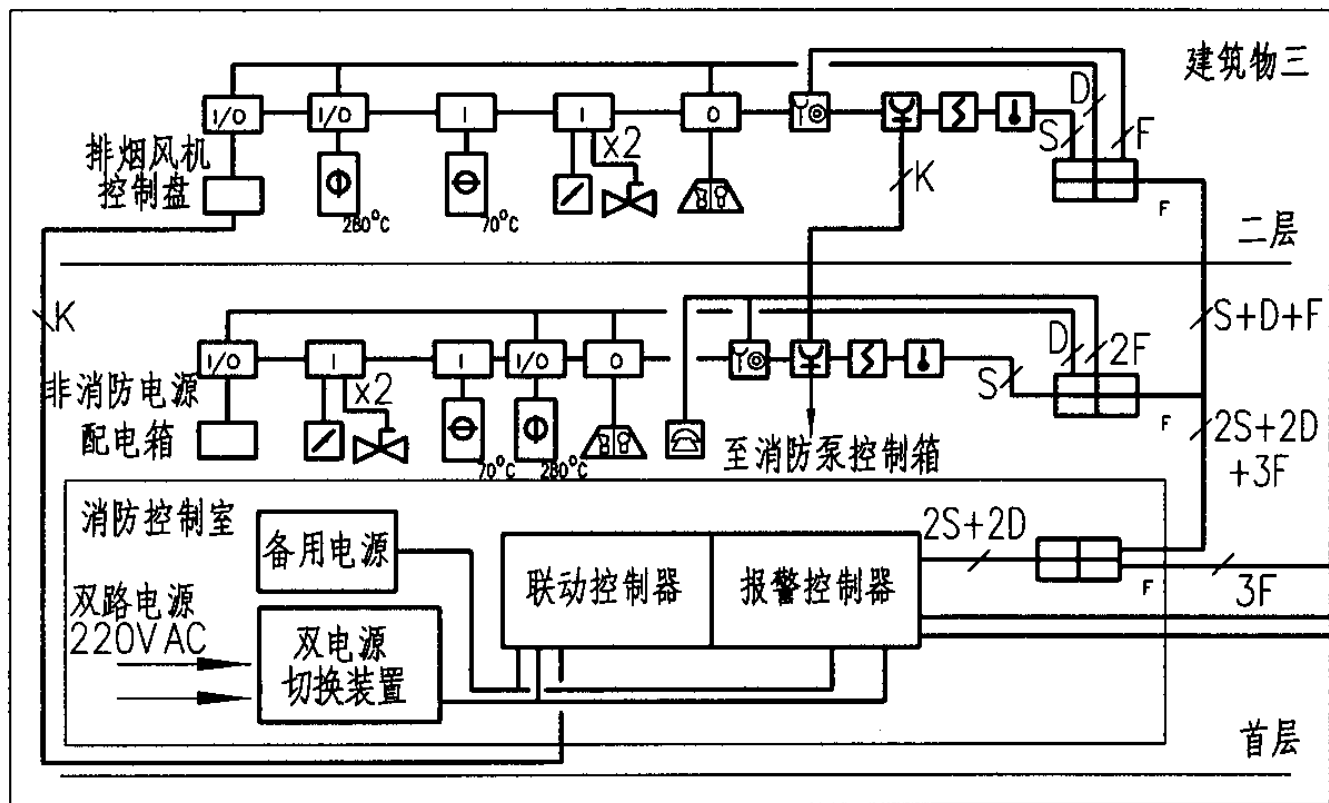 建筑物三
D
I/O
I/O
I
I
O
S
F
x2
排烟风机
控制盘
K
280°C
70°C
F
二层
K
S+D+F
D
2F
I/O
I
I
I/O
O
S
x2
非消防电源
配电箱
F
2S+2D
+3F
至消防泵控制箱
70°C
280°C
消防控制室
备用电源
2S+2D
联动控制器
报警控制器
双路电源
220V AC
F
3F
双电源
切换装置
首层